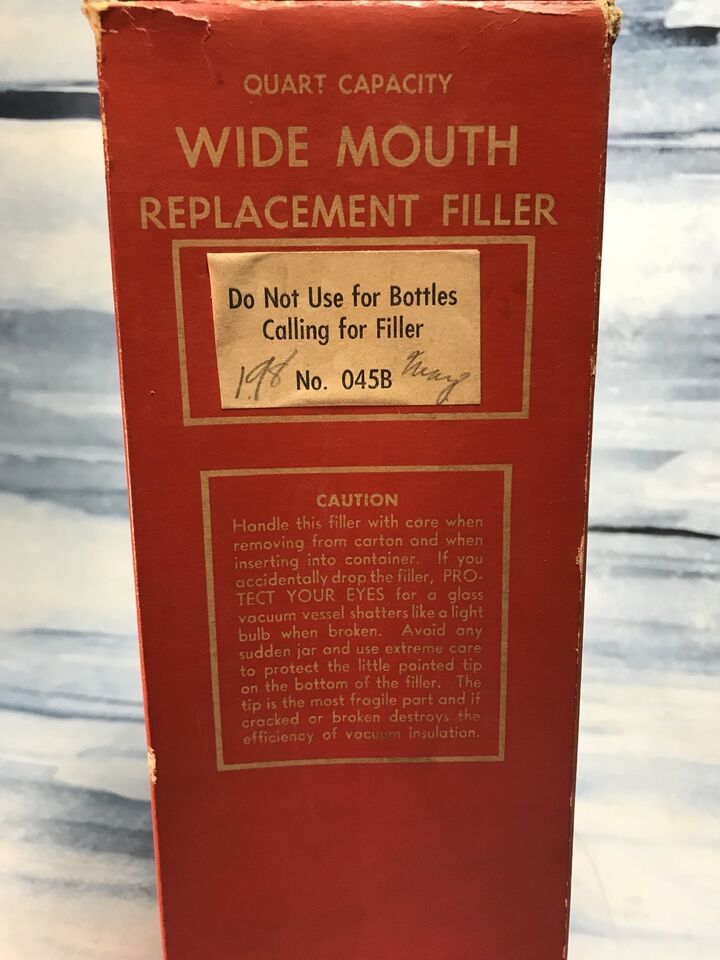 QUART CAPACITY
WIDE MOUTH
REPLACEMENT FILLER
Do Not Use for Bottles
Calling for Filler
1.98 No. 045B
CAUTION
Handle this filler with care when
removing from carton and when
inserting into container. If you
accidentally drop the filler, PRO-
TECT YOUR EYES for a glass
vacuum vessel shatters like a light
bulb when broken. Avoid any
sudden jar and use extreme care
to protect the little pointed tip
on the bottom of the filler. The
tip is the most fragile part and if
cracked or broken destroys the
efficiency of vacuum insulation.